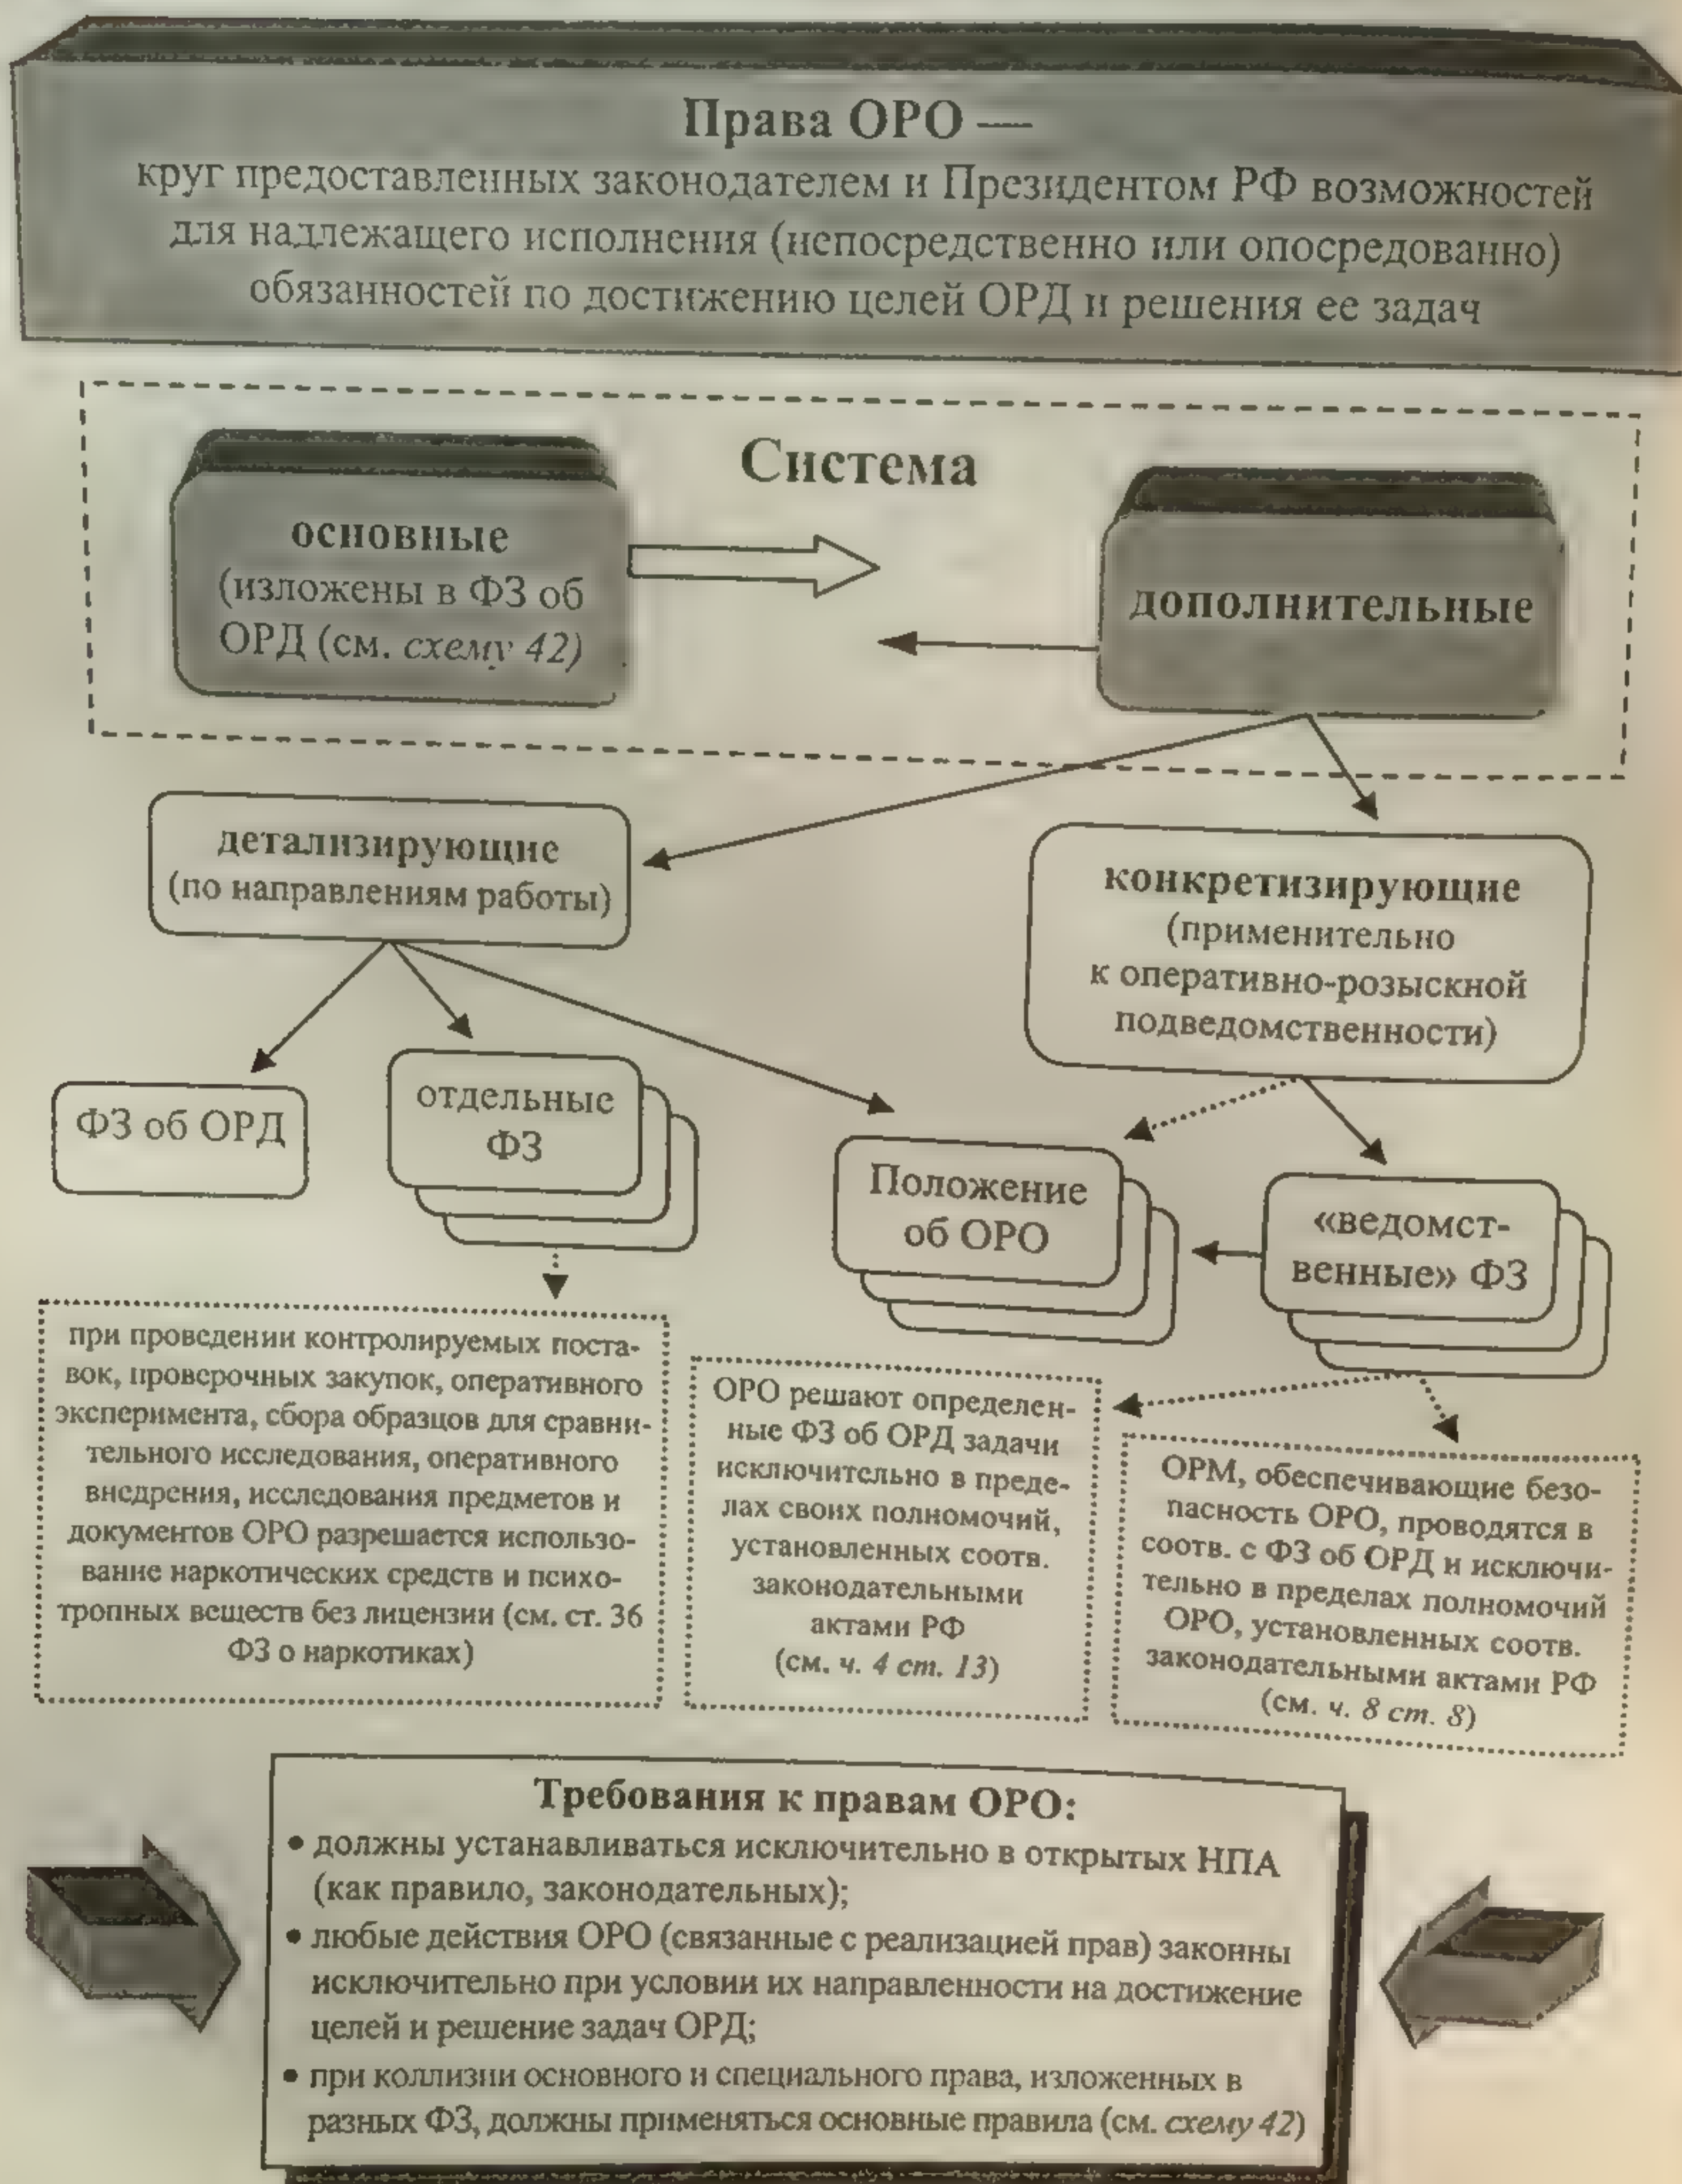 Права ОРО —
круг предоставленных законодателем и Президентом РФ возможностей
для надлежащего исполнения (непосредственно или опосредованно)
обязанностей по достижению целей ОРД и решения ее задач
Система
основные
(изложены в ФЗ об
ОРД (см. схему 42)
дополнительные
детализирующие
(по направлениям работы)
конкретизирующие
(применительно
к оперативно-розыскной
подведомственности)
ФЗ об ОРД
отдельные
ФЗ
Положение
об ОРО
«ведомст-
венные» ФЗ
при проведении контролируемых поста-
вок, проверочных закупок, оперативного
эксперимента, сбора образцов для сравни-
тельного исследования, оперативного
внедрения, исследования предметов и
документов ОРО разрешается использо-
вание наркотических средств и психо-
тропных веществ без лицензии (см. ст. 36
ФЗ о наркотиках)
ОРО решают определен-
ные ФЗ об ОРД задачи
исключительно в преде-
лах своих полномочий,
установленных соотв.
законодательными
актами РФ
(см. ч. 4 ст. 13)
ОРМ, обеспечивающие безо-
пасность ОРО, проводятся в
соотв. с ФЗ об ОРД и исключи-
тельно в пределах полномочий
ОРО, установленных соотв.
законодательными актами РФ
(см. ч. 8 ст. 8)
Требования к правам ОРО:
• должны устанавливаться исключительно в открытых НПА
(как правило, законодательных);
• любые действия ОРО (связанные с реализацией прав) законны
исключительно при условии их направленности на достижение
целей и решение задач ОРД;
• при коллизии основного и специального права, изложенных в
разных ФЗ, должны применяться основные правила (см. схему 42)